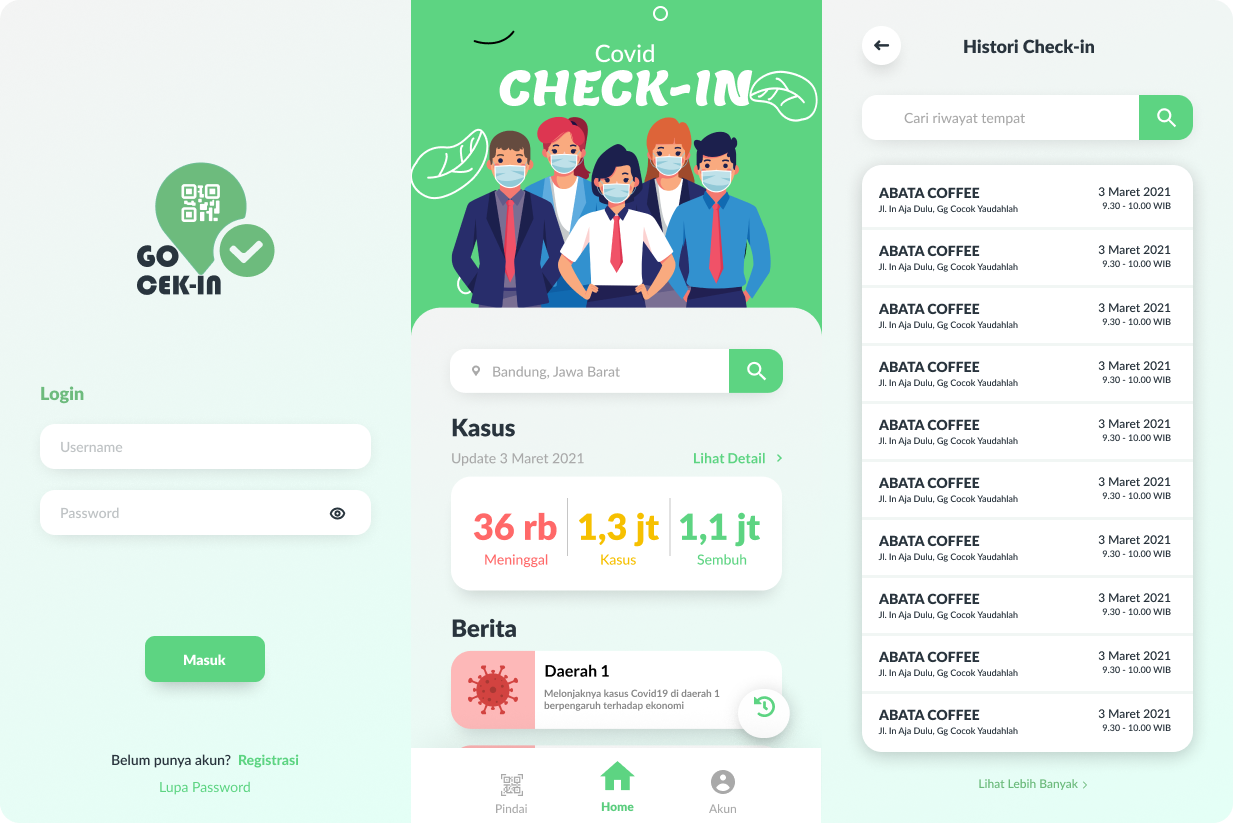 GO
CEK-IN
Login
Username
Password
Masuk
Belum punya akun? Registrasi
Lupa Password
Covid
CHECK-IN
Bandung, Jawa Barat
Kasus
Update 3 Maret 2021
Lihat Detail
36 rb
Meninggal
1,3 jt
Kasus
1,1 jt
Sembuh
Berita
Daerah 1
Melonjaknya kasus Covid19 di daerah 1
berpengaruh terhadap ekonomi
Pindai
Home
Akun
Histori Check-in
Cari riwayat tempat
ABATA COFFEE
3 Maret 2021
Jl. In Aja Dulu, Gg Cocok Yaudahlah
9.30 - 10.00 WIB
ABATA COFFEE
3 Maret 2021
Jl. In Aja Dulu, Gg Cocok Yaudahlah
9.30 - 10.00 WIB
ABATA COFFEE
3 Maret 2021
Jl. In Aja Dulu, Gg Cocok Yaudahlah
9.30 - 10.00 WIB
ABATA COFFEE
3 Maret 2021
Jl. In Aja Dulu, Gg Cocok Yaudahlah
9.30 - 10.00 WIB
ABATA COFFEE
3 Maret 2021
Jl. In Aja Dulu, Gg Cocok Yaudahlah
9.30 - 10.00 WIB
ABATA COFFEE
3 Maret 2021
Jl. In Aja Dulu, Gg Cocok Yaudahlah
9.30 - 10.00 WIB
ABATA COFFEE
3 Maret 2021
Jl. In Aja Dulu, Gg Cocok Yaudahlah
9.30 - 10.00 WIB
ABATA COFFEE
3 Maret 2021
Jl. In Aja Dulu, Gg Cocok Yaudahlah
9.30 - 10.00 WIB
ABATA COFFEE
3 Maret 2021
Jl. In Aja Dulu, Gg Cocok Yaudahlah
9.30 - 10.00 WIB
ABATA COFFEE
3 Maret 2021
Jl. In Aja Dulu, Gg Cocok Yaudahlah
9.30 - 10.00 WIB
Lihat Lebih Banyak